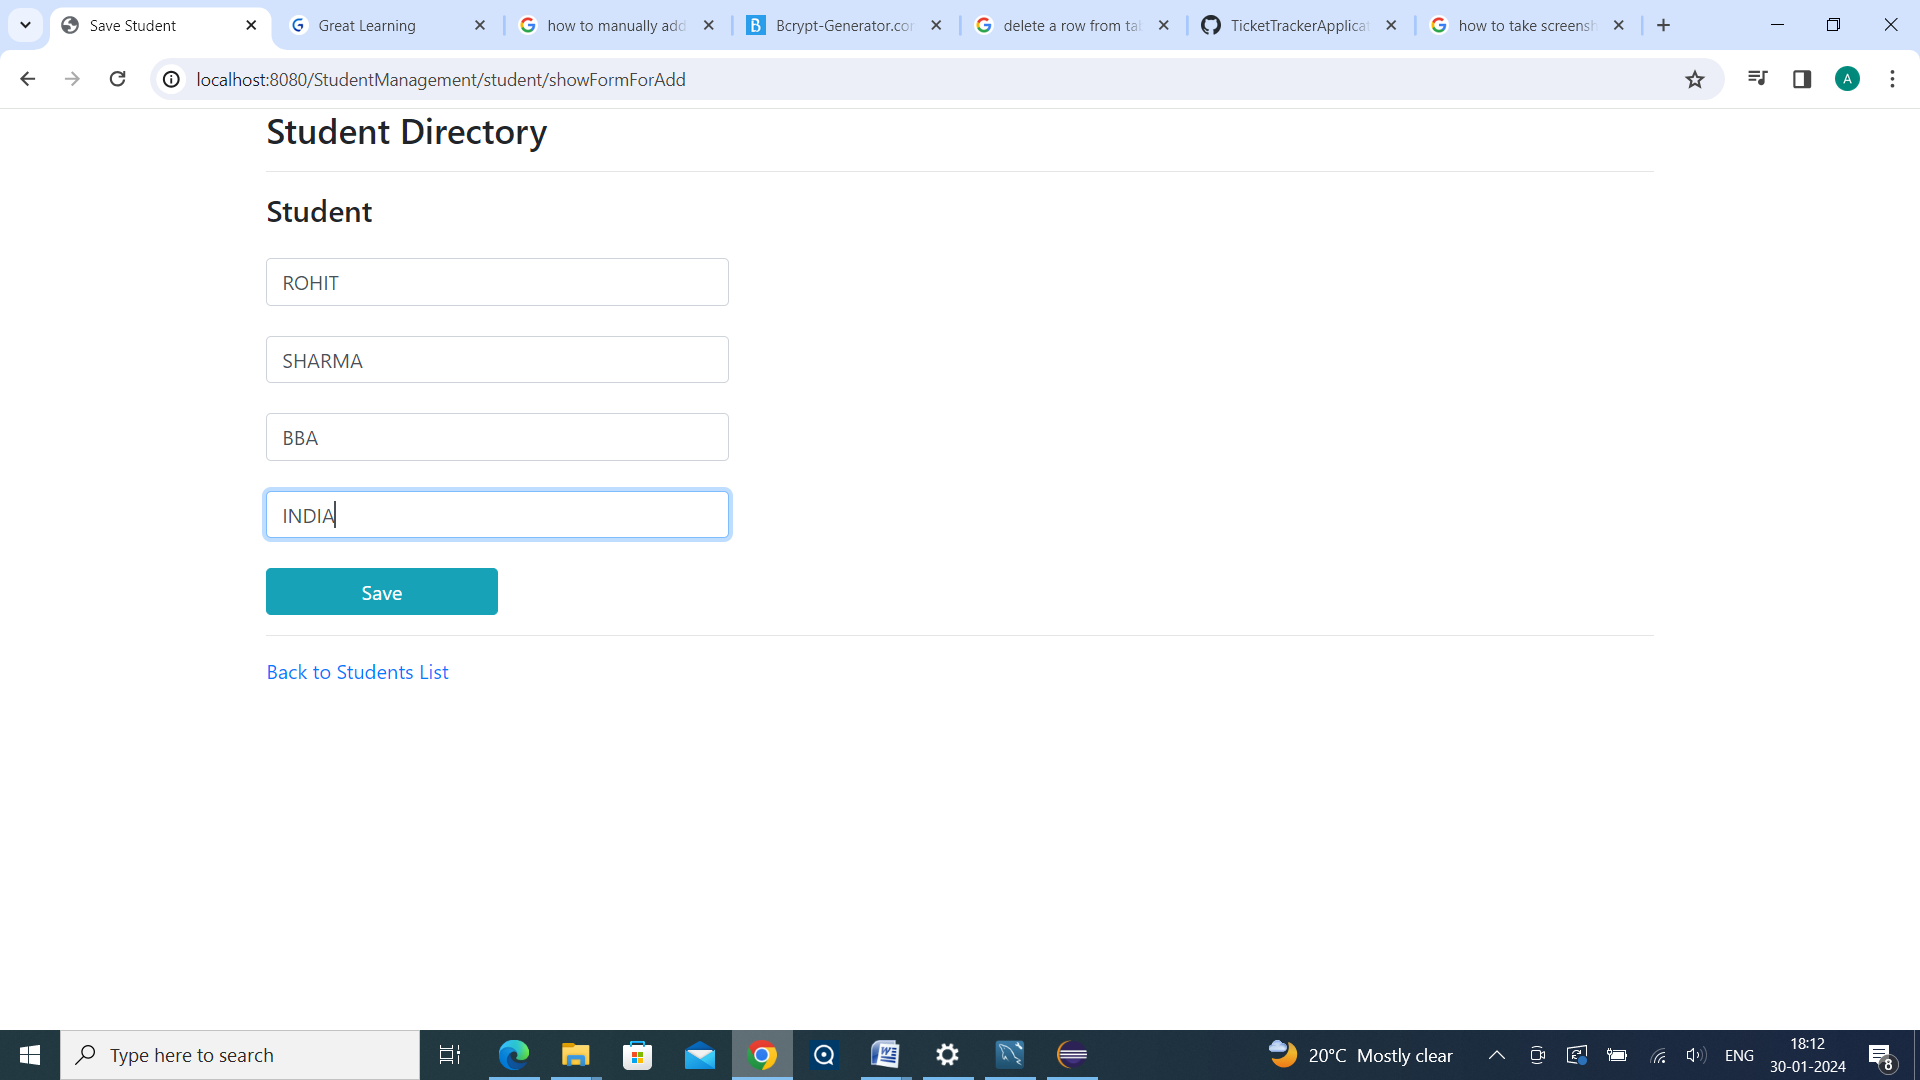 Save Student
Great Learning
how to manually add
Bcrypt-Generator.com
delete a row from tab
TicketTrackerApplicat
how to take screensh
localhost:8080/StudentManagement/student/showFormForAdd
A
Student Directory
Student
ROHIT
SHARMA
BBA
INDIA
Save
Back to Students List
Type here to search
20°C Mostly clear
ENG
18:12
30-01-2024
8